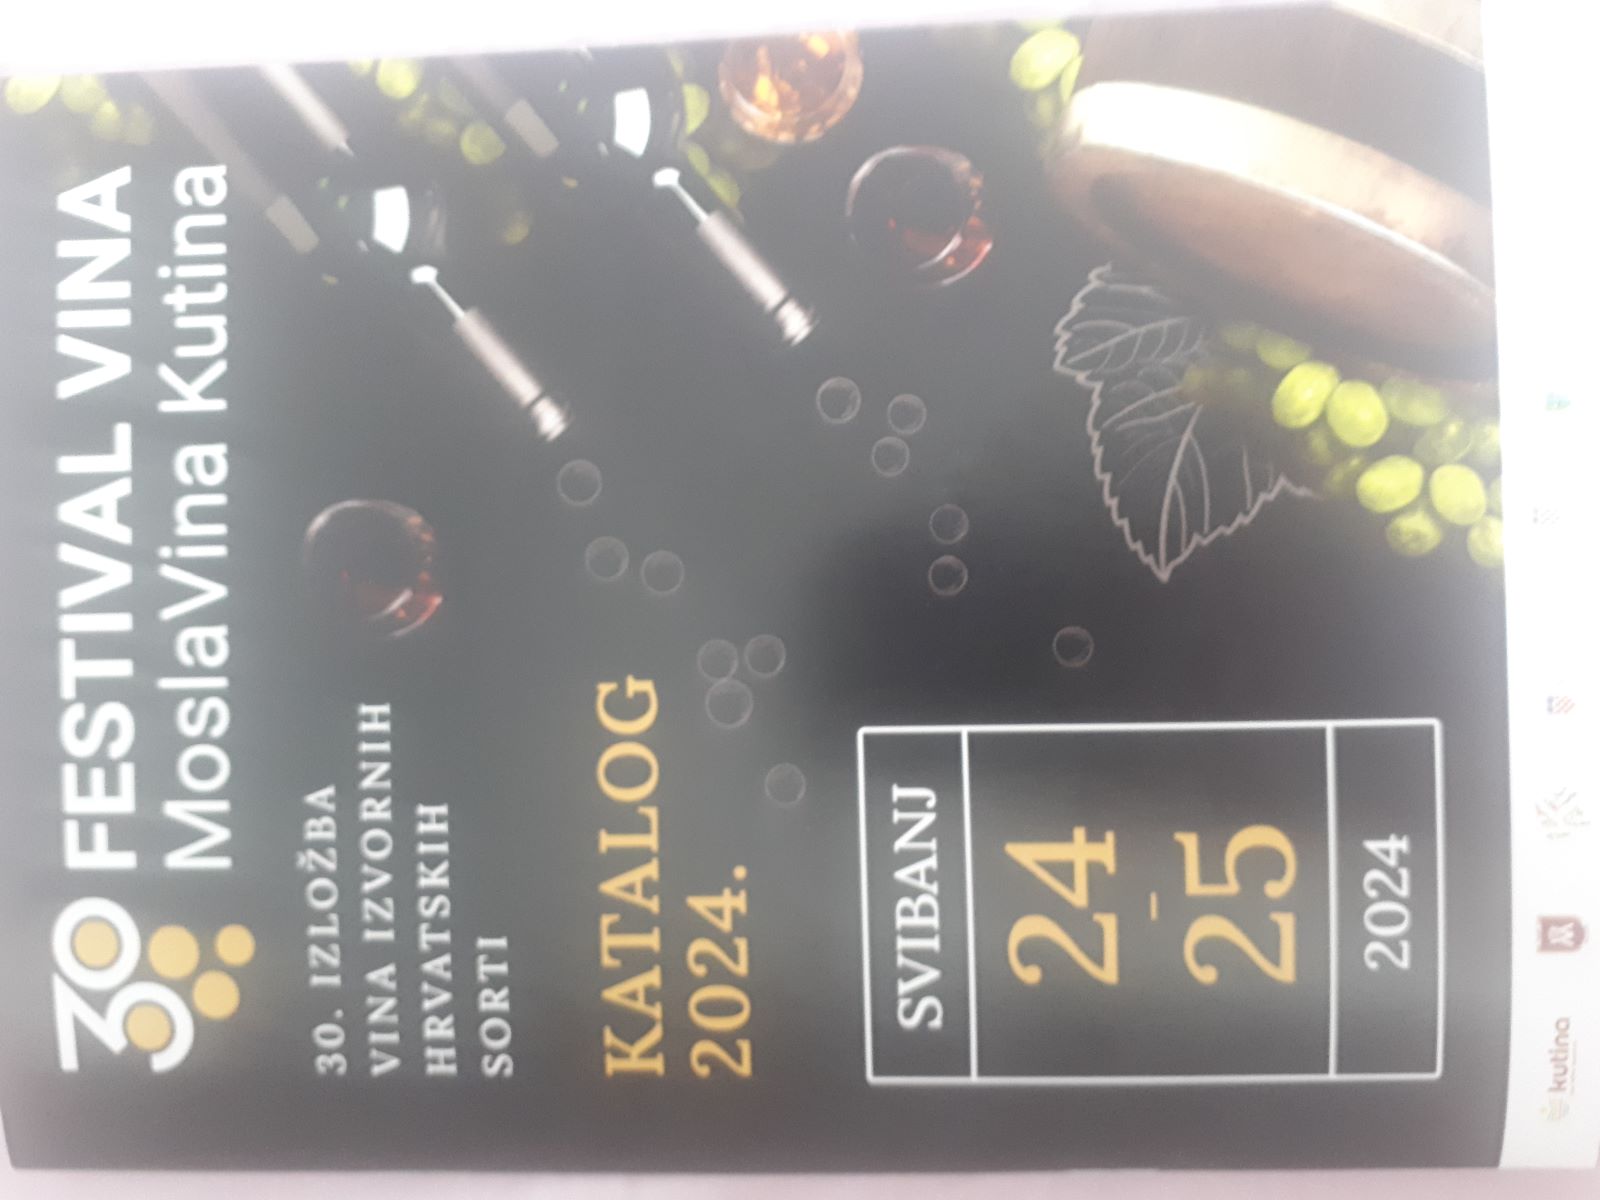 30 FESTIVAL VINA
MoslaVina Kutina
30. IZLOŽBA
VINA IZVORNIH
HRVATSKIH
SORTI
KATALOG
2024.
SVIBANJ
24
–
25
2024
kutina